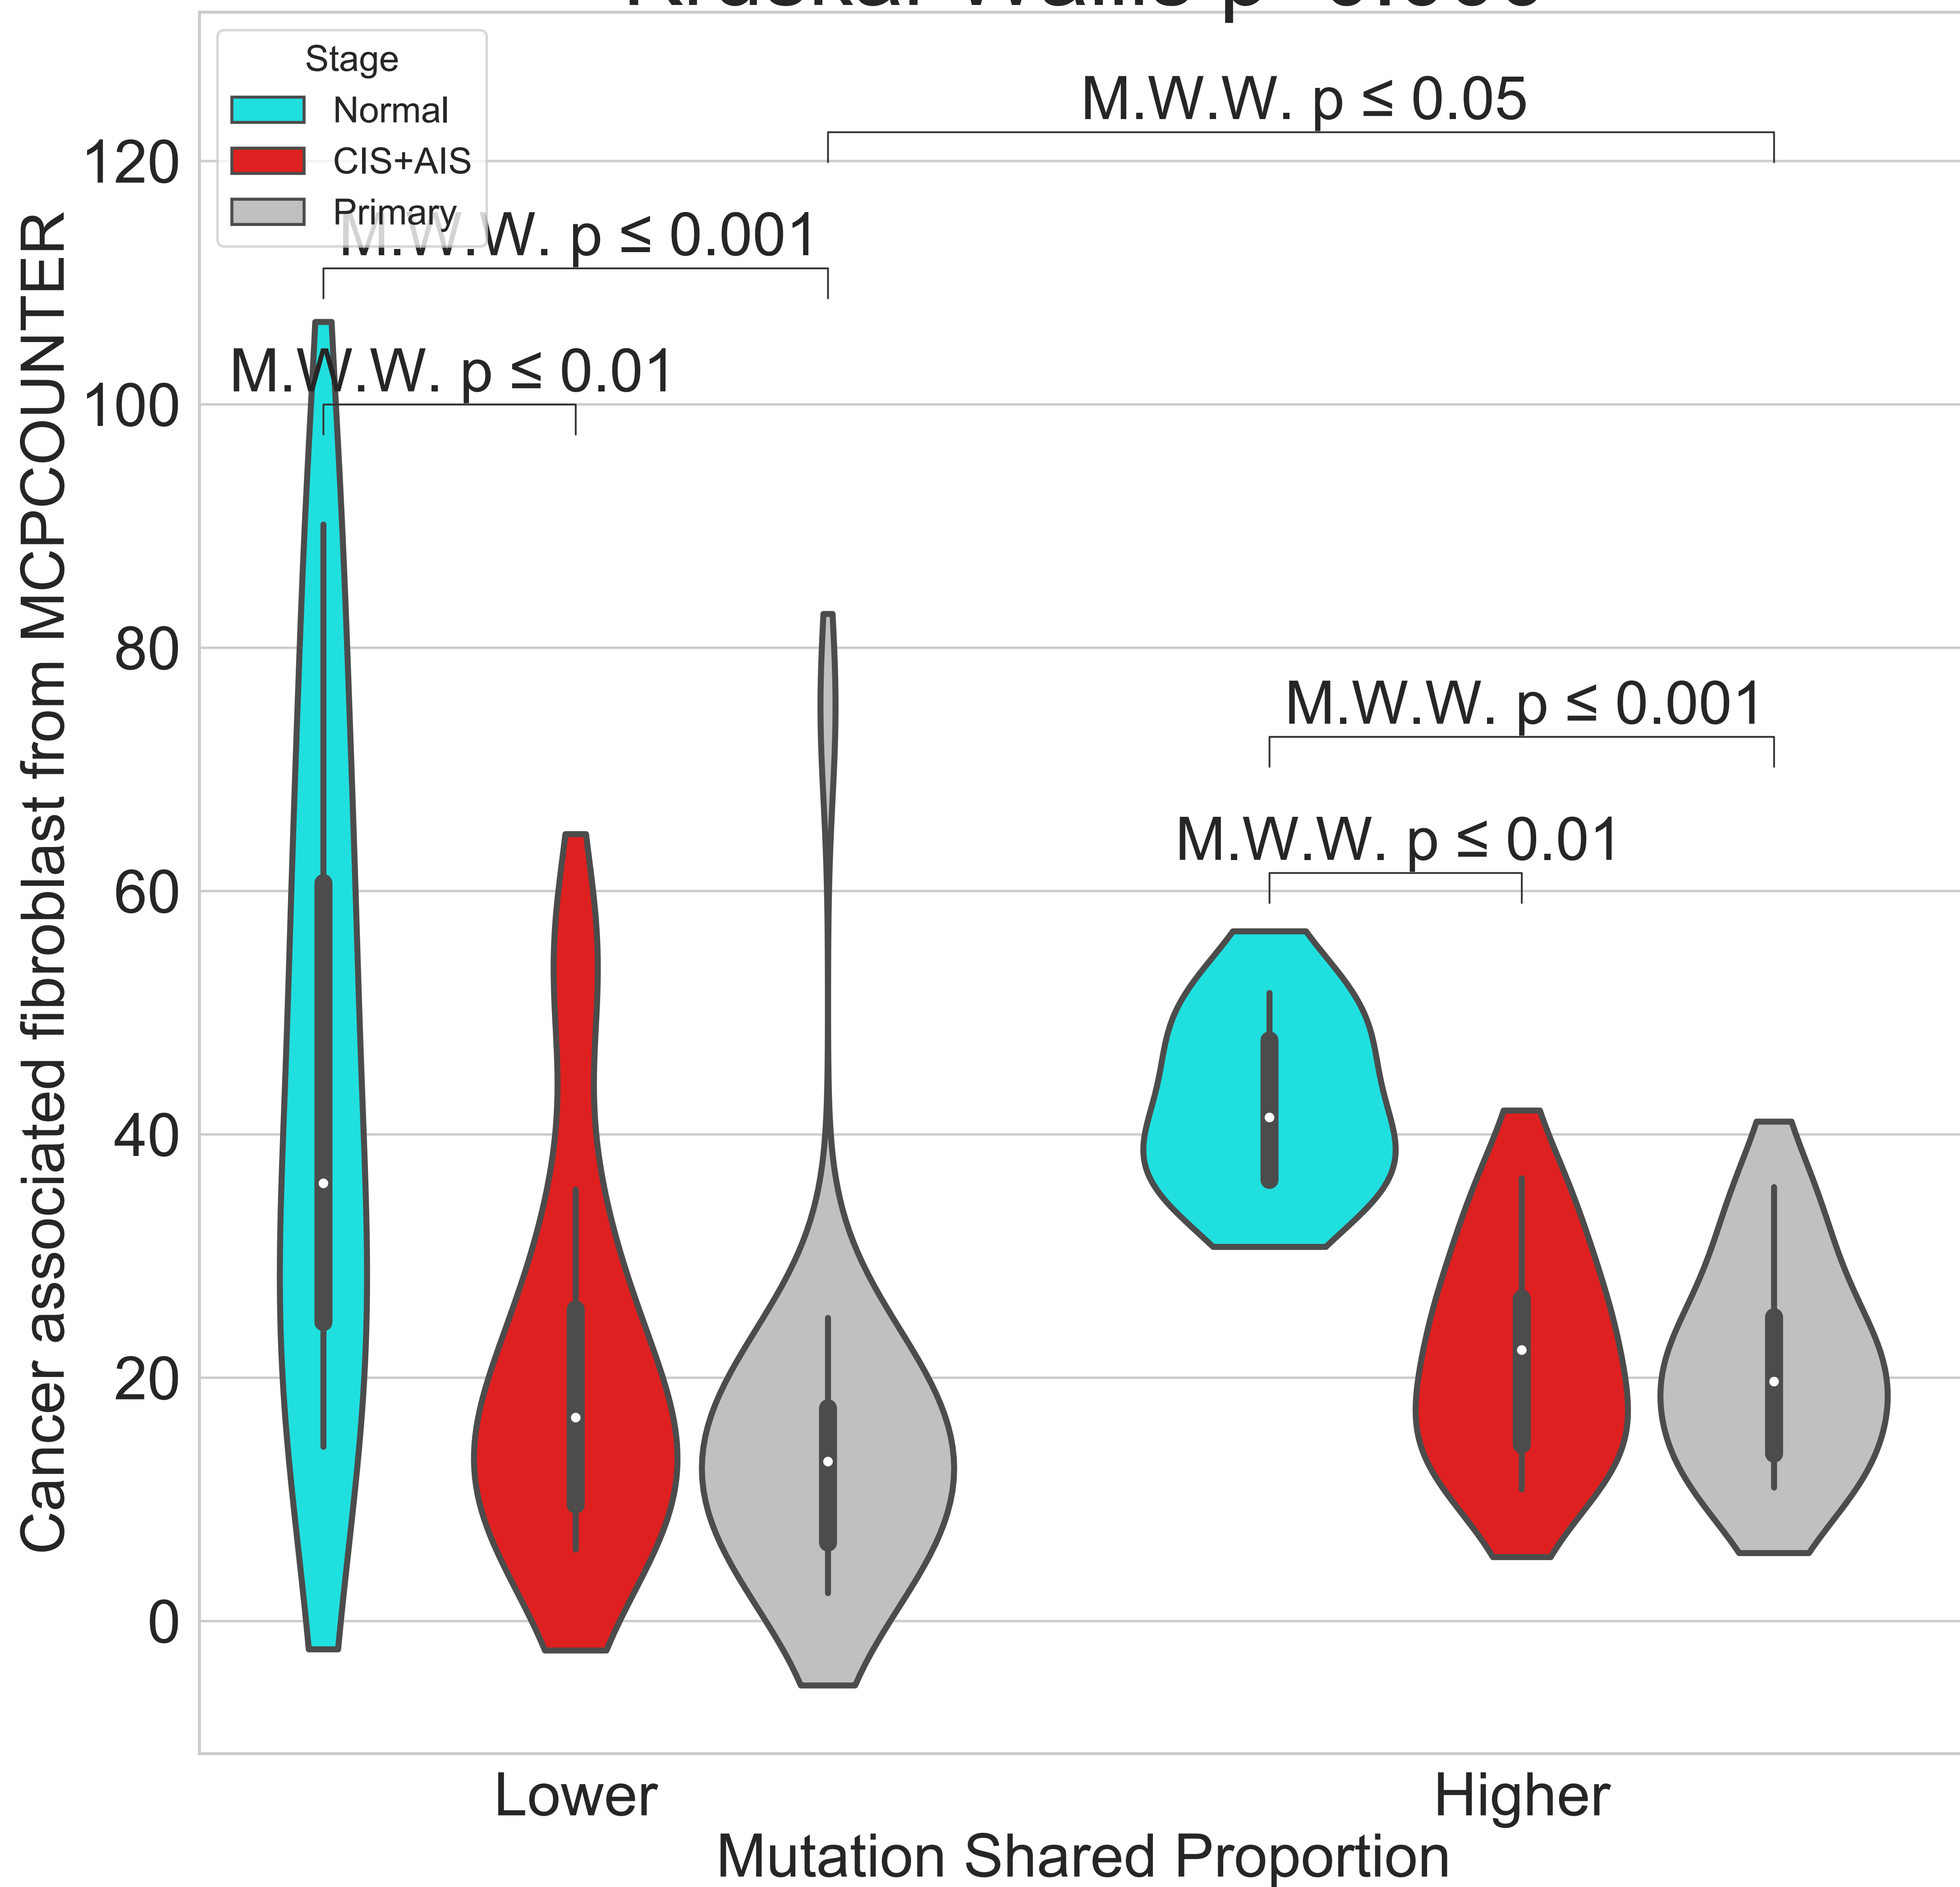 Stage
Normal
CIS+AIS
Primary
M.W.W. p ≤ 0.05
M.W.W. p ≤ 0.001
M.W.W. p ≤ 0.01
M.W.W. p ≤ 0.001
M.W.W. p ≤ 0.01
120
100
80
60
40
20
0
Cancer associated fibroblast from MCPCOUNTER
Lower
Higher
Mutation Shared Proportion